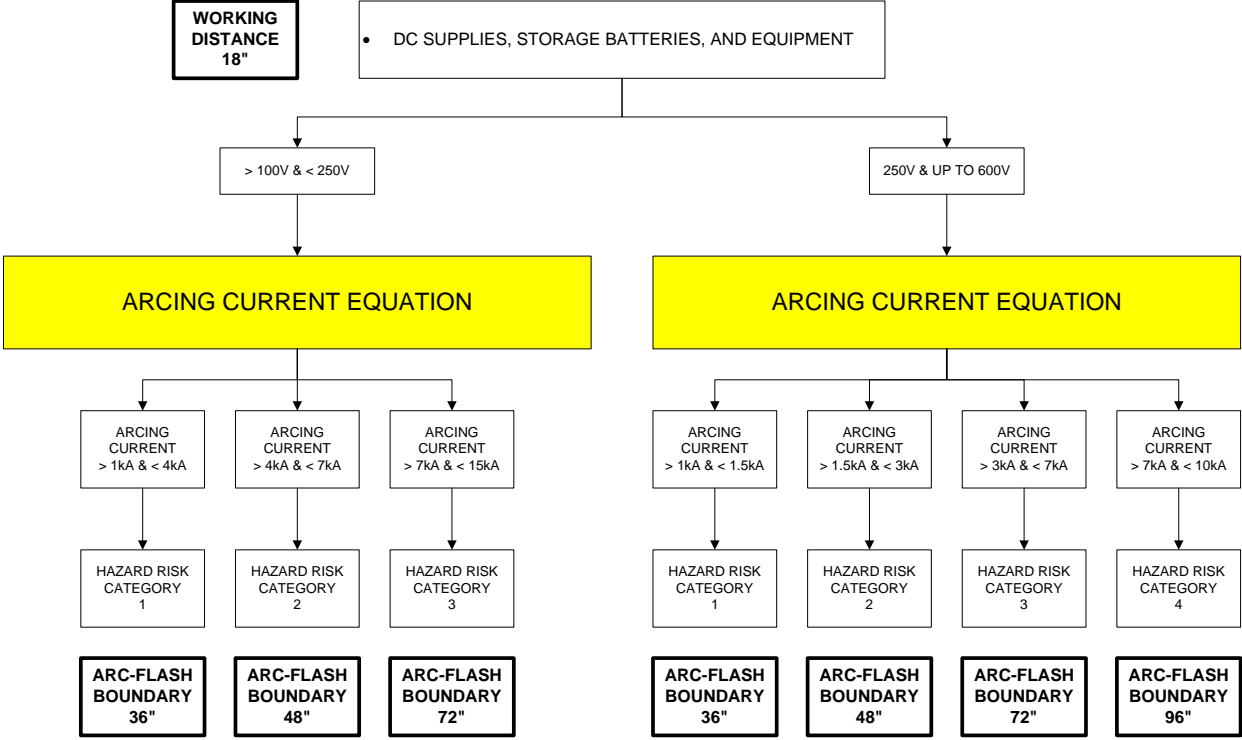 WORKING
DISTANCE
18"
• DC SUPPLIES, STORAGE BATTERIES, AND EQUIPMENT
> 100V & < 250V
250V & UP TO 600V
ARCING CURRENT EQUATION
ARCING CURRENT EQUATION
ARCING
CURRENT
> 1kA & < 4kA
ARCING
CURRENT
> 4kA & < 7kA
ARCING
CURRENT
> 7kA & < 15kA
ARCING
CURRENT
> 1kA & < 1.5kA
ARCING
CURRENT
> 1.5kA & < 3kA
ARCING
CURRENT
> 3kA & < 7kA
ARCING
CURRENT
> 7kA & < 10kA
HAZARD RISK
CATEGORY
1
HAZARD RISK
CATEGORY
2
HAZARD RISK
CATEGORY
3
HAZARD RISK
CATEGORY
1
HAZARD RISK
CATEGORY
2
HAZARD RISK
CATEGORY
3
HAZARD RISK
CATEGORY
4
ARC-FLASH
BOUNDARY
36"
ARC-FLASH
BOUNDARY
48"
ARC-FLASH
BOUNDARY
72"
ARC-FLASH
BOUNDARY
36"
ARC-FLASH
BOUNDARY
48"
ARC-FLASH
BOUNDARY
72"
ARC-FLASH
BOUNDARY
96"